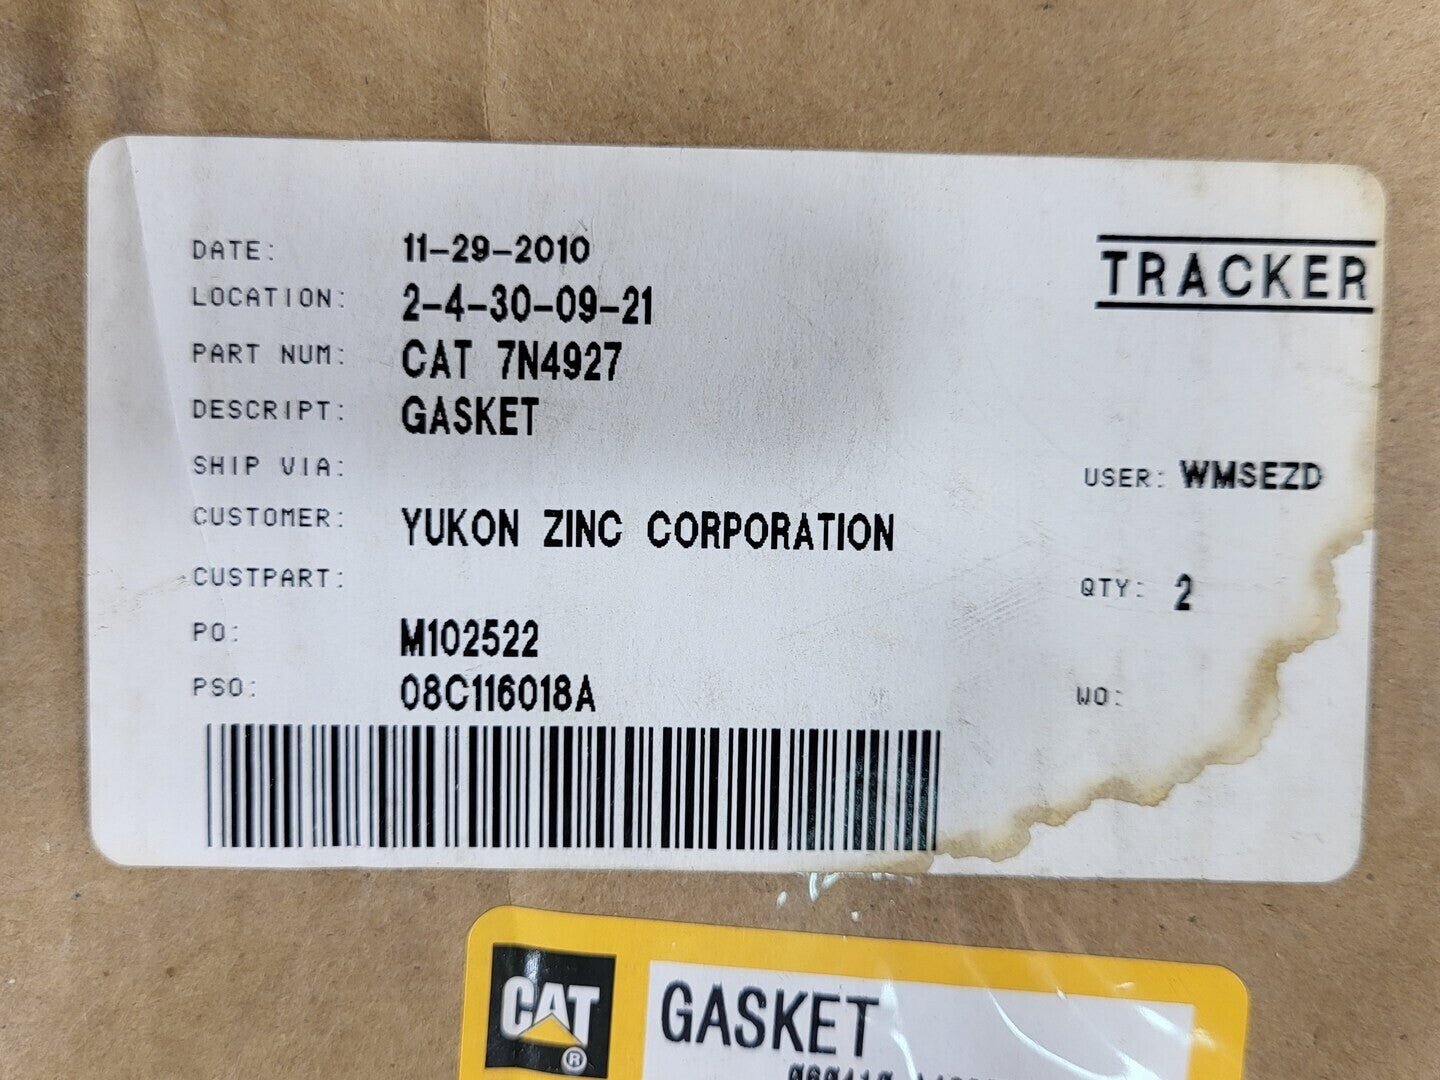 DATE: 11-29-2010
TRACKER
LOCATION: 2-4-30-09-21
PART NUM: CAT 7N4927
DESCRIPT: GASKET
SHIP VIA:
USER: WMSEZD
CUSTOMER: YUKON ZINC CORPORATION
CUSTPART:
QTY: 2
PO: M102522
PSO: 08C116018A
WO:
CAT ®
GASKET